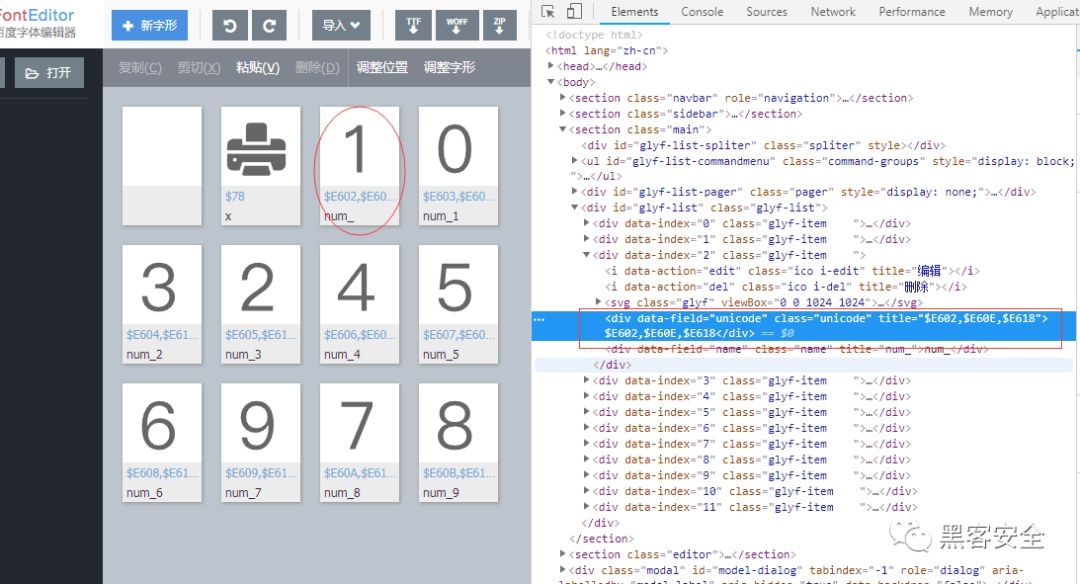 FontEditor
百度字体编辑器
+ 新字形
导入
TTF
WOFF
ZIP
打开
复制(C)
剪切(X)
粘贴(V)
删除(D)
调整位置
调整字形
$78
x
1
$E602,$E60...
num_
0
$E603,$E60...
num_1
3
$E604,$E61...
num_2
2
$E605,$E61...
num_3
4
$E606,$E61...
num_4
5
$E607,$E60...
num_5
6
$E608,$E61...
num_6
9
$E609,$E61...
num_7
7
$E60A,$E61...
num_8
8
$E60B,$E61...
num_9
Elements Console Sources Network Performance Memory Applicat
<!doctype html>
<html lang="zh-cn">
<head>…</head>
<body>
<section class="navbar" role="navigation">…</section>
<section class="sidebar">…</section>
<section class="main">
<div id="glyf-list-spliter" class="spliter" style></div>
<ul id="glyf-list-commandmenu" class="command-groups" style="display: block;
">…</ul>
<div id="glyf-list-pager" class="pager" style="display: none;">…</div>
<div id="glyf-list" class="glyf-list">
<div data-index="0" class="glyf-item    ">…</div>
<div data-index="1" class="glyf-item    ">…</div>
<div data-index="2" class="glyf-item    ">
<i data-action="edit" class="ico i-edit" title="编辑"></i>
<i data-action="del" class="ico i-del" title="删除"></i>
<svg class="glyf" viewBox="0 0 1024 1024">…</svg>
<div data-field="unicode" class="unicode" title="$E602,$E60E,$E618">
$E602,$E60E,$E618</div> == $0
<div data-field="name" class="name" title="num_">num_</div>
</div>
<div data-index="3" class="glyf-item    ">…</div>
<div data-index="4" class="glyf-item    ">…</div>
<div data-index="5" class="glyf-item    ">…</div>
<div data-index="6" class="glyf-item    ">…</div>
<div data-index="7" class="glyf-item    ">…</div>
<div data-index="8" class="glyf-item    ">…</div>
<div data-index="9" class="glyf-item    ">…</div>
<div data-index="10" class="glyf-item    ">…</div>
<div data-index="11" class="glyf-item    ">…</div>
</div>
</section>
<section class="editor">…</section>
<div class="modal" id="model-dialog" tabindex="-1" role="dialog" aria-
labelledby="model-label" aria-hidden="true" data-backdrop="false">…</div>
黑客安全